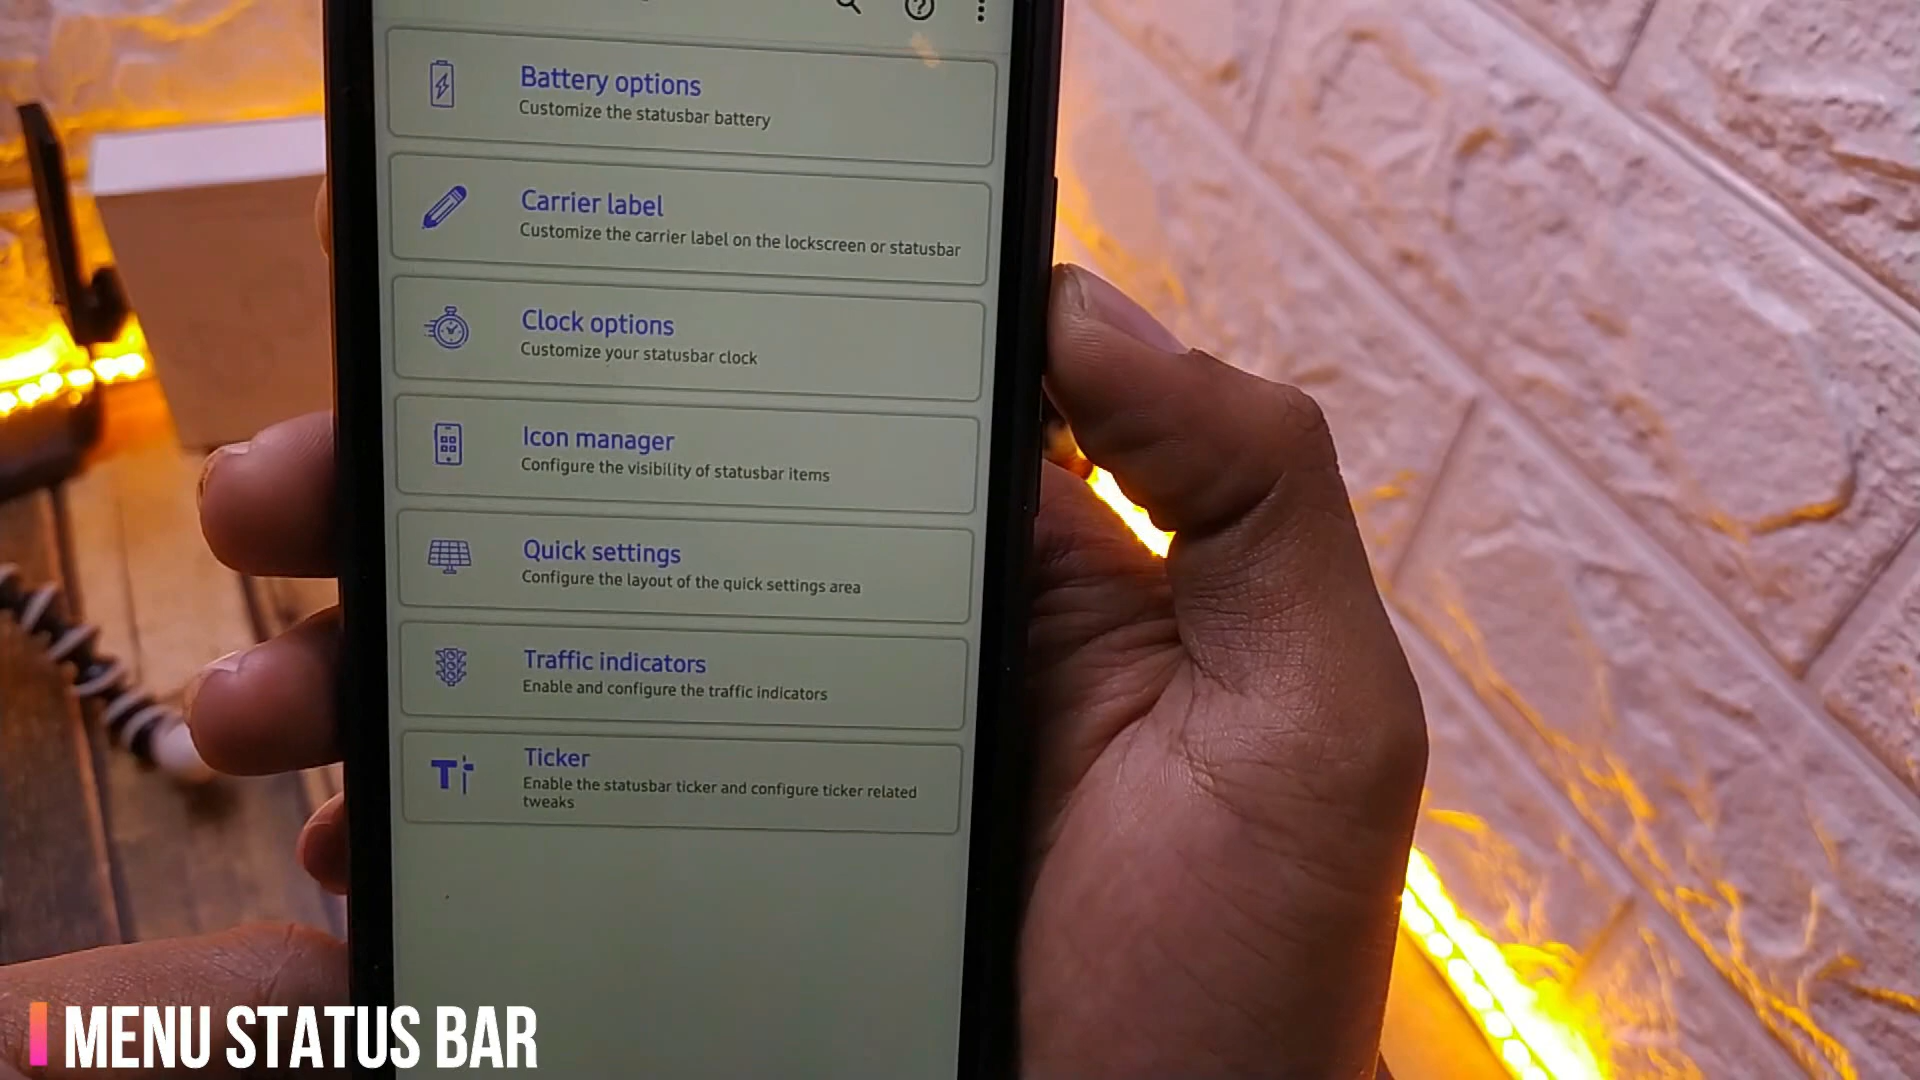 Battery options
Customize the statusbar battery
Carrier label
Customize the carrier label on the lockscreen or statusbar
Clock options
Customize your statusbar clock
Icon manager
Configure the visibility of statusbar items
Quick settings
Configure the layout of the quick settings area
Traffic indicators
Enable and configure the traffic indicators
Ticker
Enable the statusbar ticker and configure ticker related
tweaks
MENU STATUS BAR